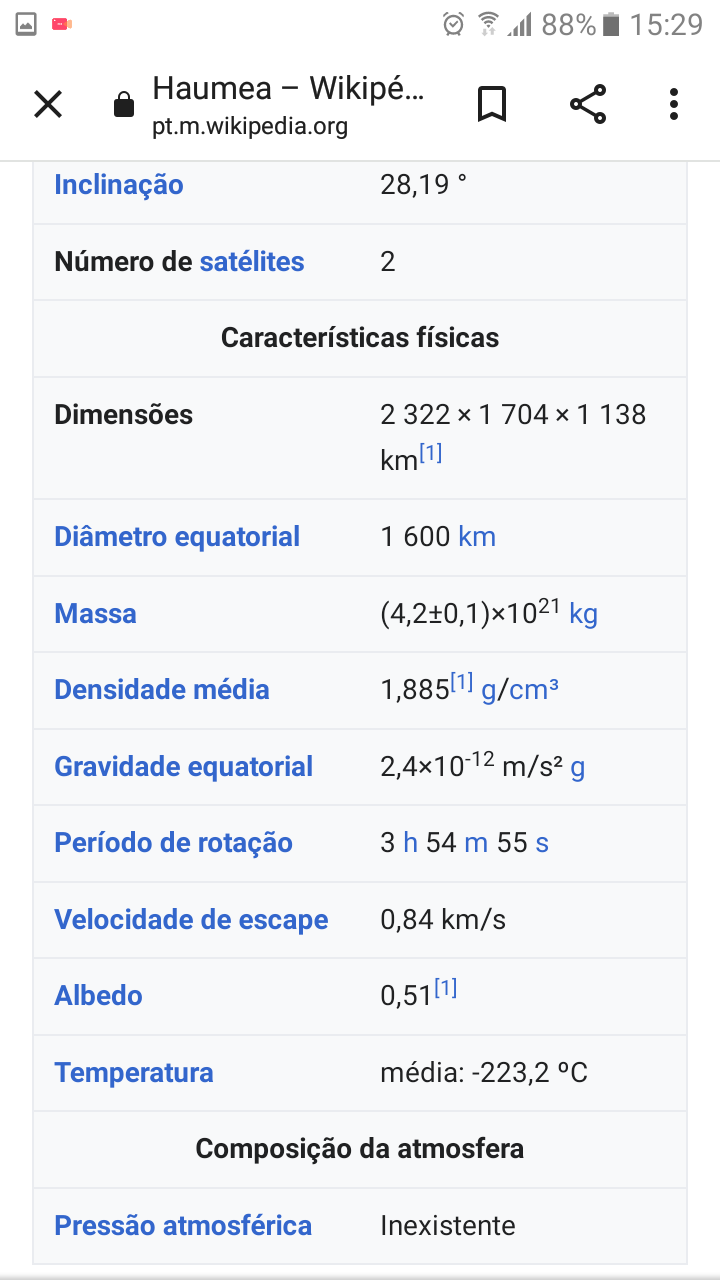 88% 15:29
Haumea – Wikipé...
pt.m.wikipedia.org
Inclinação 28,19 °
Número de satélites 2
Características físicas
Dimensões 2 322 × 1 704 × 1 138
km[1]
Diâmetro equatorial 1 600 km
Massa (4,2±0,1)×10²¹ kg
Densidade média 1,885[1] g/cm³
Gravidade equatorial 2,4×10⁻¹² m/s² g
Período de rotação 3 h 54 m 55 s
Velocidade de escape 0,84 km/s
Albedo 0,51[1]
Temperatura média: -223,2 ºC
Composição da atmosfera
Pressão atmosférica Inexistente